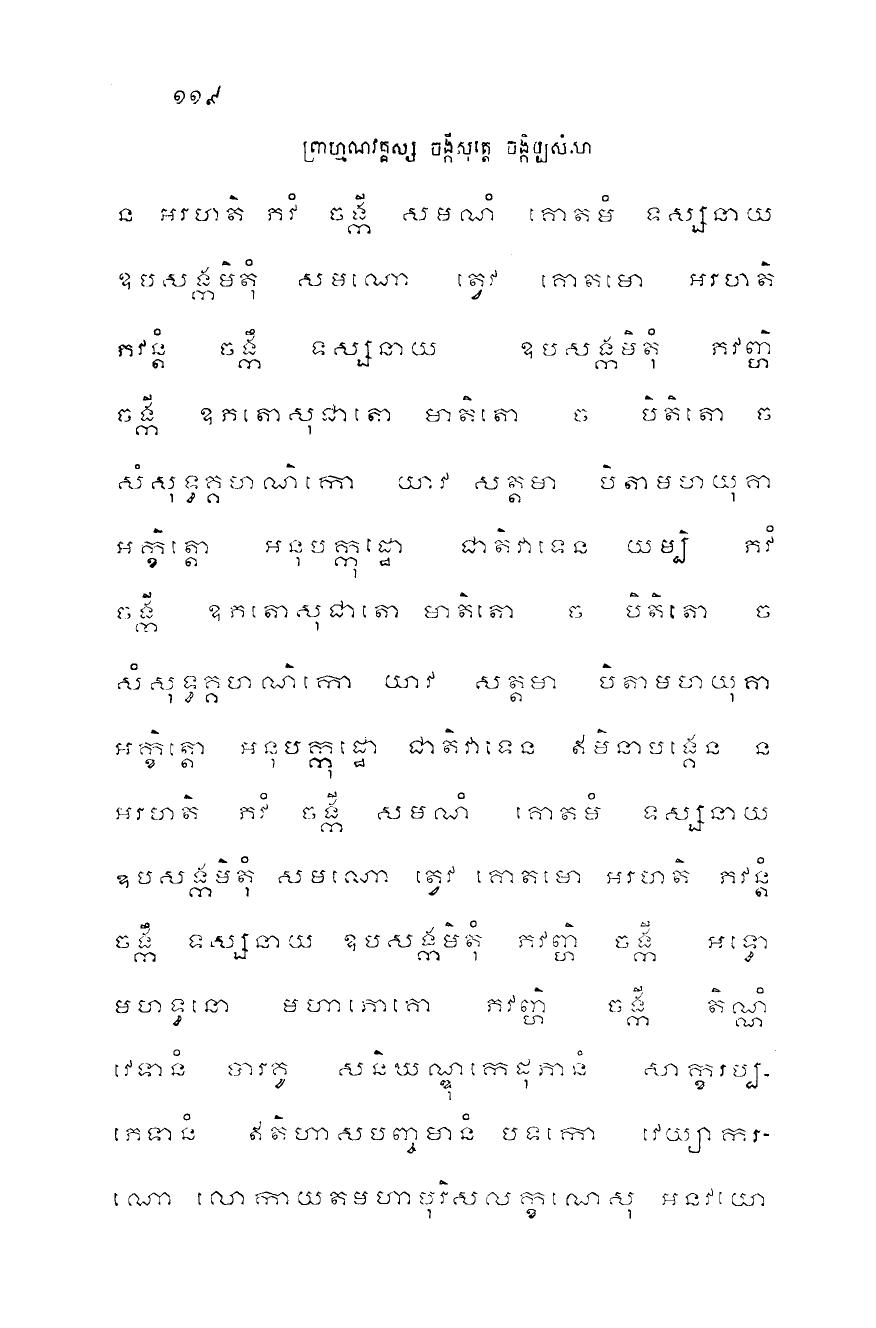 ១១៩
ព្រាហ្មណវគ្គស្ស ចង្កីសុត្តេ ចង្កិឲ្យសំហា
ន អរហតិ ភវំ ចង្កី សមណំ គោតមំ ទស្សនាយ
ឧបសង្កមិតុំ សមណោ ត្វេវ គោតមោ អរហតិ
ភវន្តំ ចង្កឹ ទស្សនាយ ឧបសង្កមិតុំ ភវញ្ហិ
ចង្កី ឧភតោសុជាតោ មាតិតោ ច បិតិតោ ច
សំសុទ្ធគ្គហណិកោ យាវ សត្តមា បិតាមហយុគា
អក្ខិត្តោ អនុបក្កុដ្ឋោ ជាតិវាទេន យម្បិ ភវំ
ចង្កី ឧភតោសុជាតោ មាតិតោ ច បិតិតោ ច
សំសុទ្ធគ្គហណិកោ យាវ សត្តមា បិតាមហយុគា
អក្ខិត្តោ អនុបក្កុដ្ឋោ ជាតិវាទេន ឥមិនាបង្គេន ន
អរហតិ ភវំ ចង្កី សមណំ គោតមំ ទស្សនាយ
ឧបសង្កមិតុំ សមណោ ត្វេវ គោតមោ អរហតិ ភវន្តំ
ចង្កឹ ទស្សនាយ ឧបសង្កមិតុំ ភវញ្ហិ ចង្កី អឌ្ឍោ
មហទ្ធនោ មហាភោគោ ភវញ្ហិ ចង្កី តិណ្ណំ
វេទានំ បារគូ សនិឃណ្ឌុកេដុភានំ សាក្ខរប្ប-
ភេទានំ ឥតិហាសបញ្ចមានំ បទកោ វេយ្យាករ-
ណោ លោកាយតមហាបុរិសលក្ខណេសុ អនវយោ